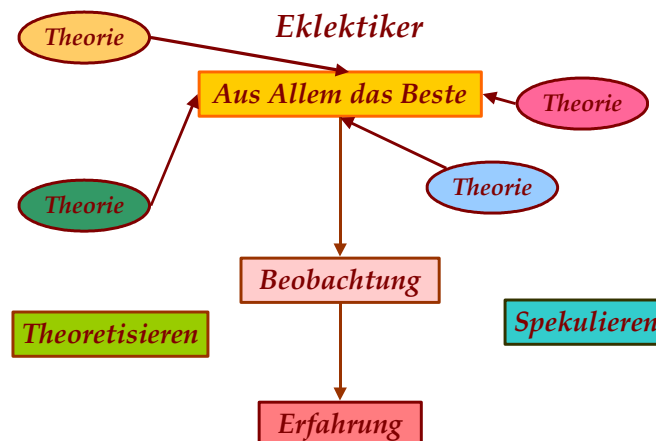 Theorie
Eklektiker
Aus Allem das Beste
Theorie
Theorie
Theorie
Beobachtung
Theoretisieren
Spekulieren
Erfahrung